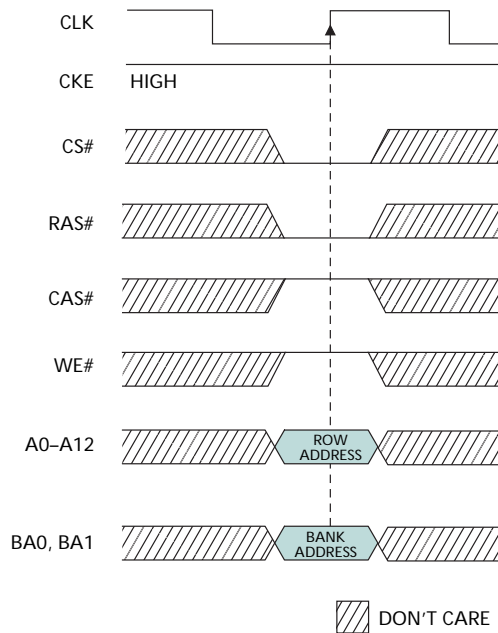 CLK
CKE HIGH
CS#
RAS#
CAS#
WE#
A0–A12 ROW
ADDRESS
BA0, BA1 BANK
ADDRESS
DON'T CARE